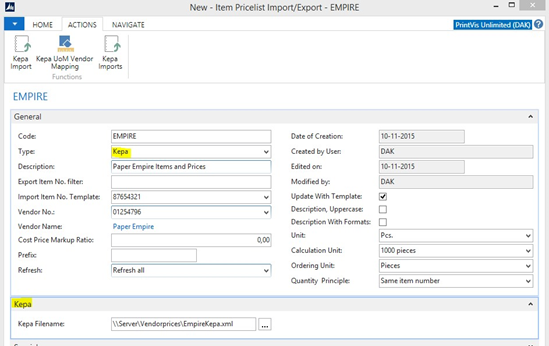 New - Item Pricelist Import/Export - EMPIRE
HOME ACTIONS NAVIGATE
PrintVis Unlimited (DAK)
Kepa Import
Kepa UoM Vendor Mapping
Kepa Imports
Functions
EMPIRE
General
Code: EMPIRE
Type: Kepa
Description: Paper Empire Items and Prices
Export Item No. filter:
Import Item No. Template: 87654321
Vendor No.: 01254796
Vendor Name: Paper Empire
Cost Price Markup Ratio: 0,00
Prefix:
Refresh: Refresh all
Date of Creation: 10-11-2015
Created by User: DAK
Edited on: 10-11-2015
Modified by: DAK
Update With Template:
Description, Uppercase:
Description With Formats:
Unit: Pcs.
Calculation Unit: 1000 pieces
Ordering Unit: Pieces
Quantity Principle: Same item number
Kepa
Kepa Filename: \\Server\Vendorprices\EmpireKepa.xml ...